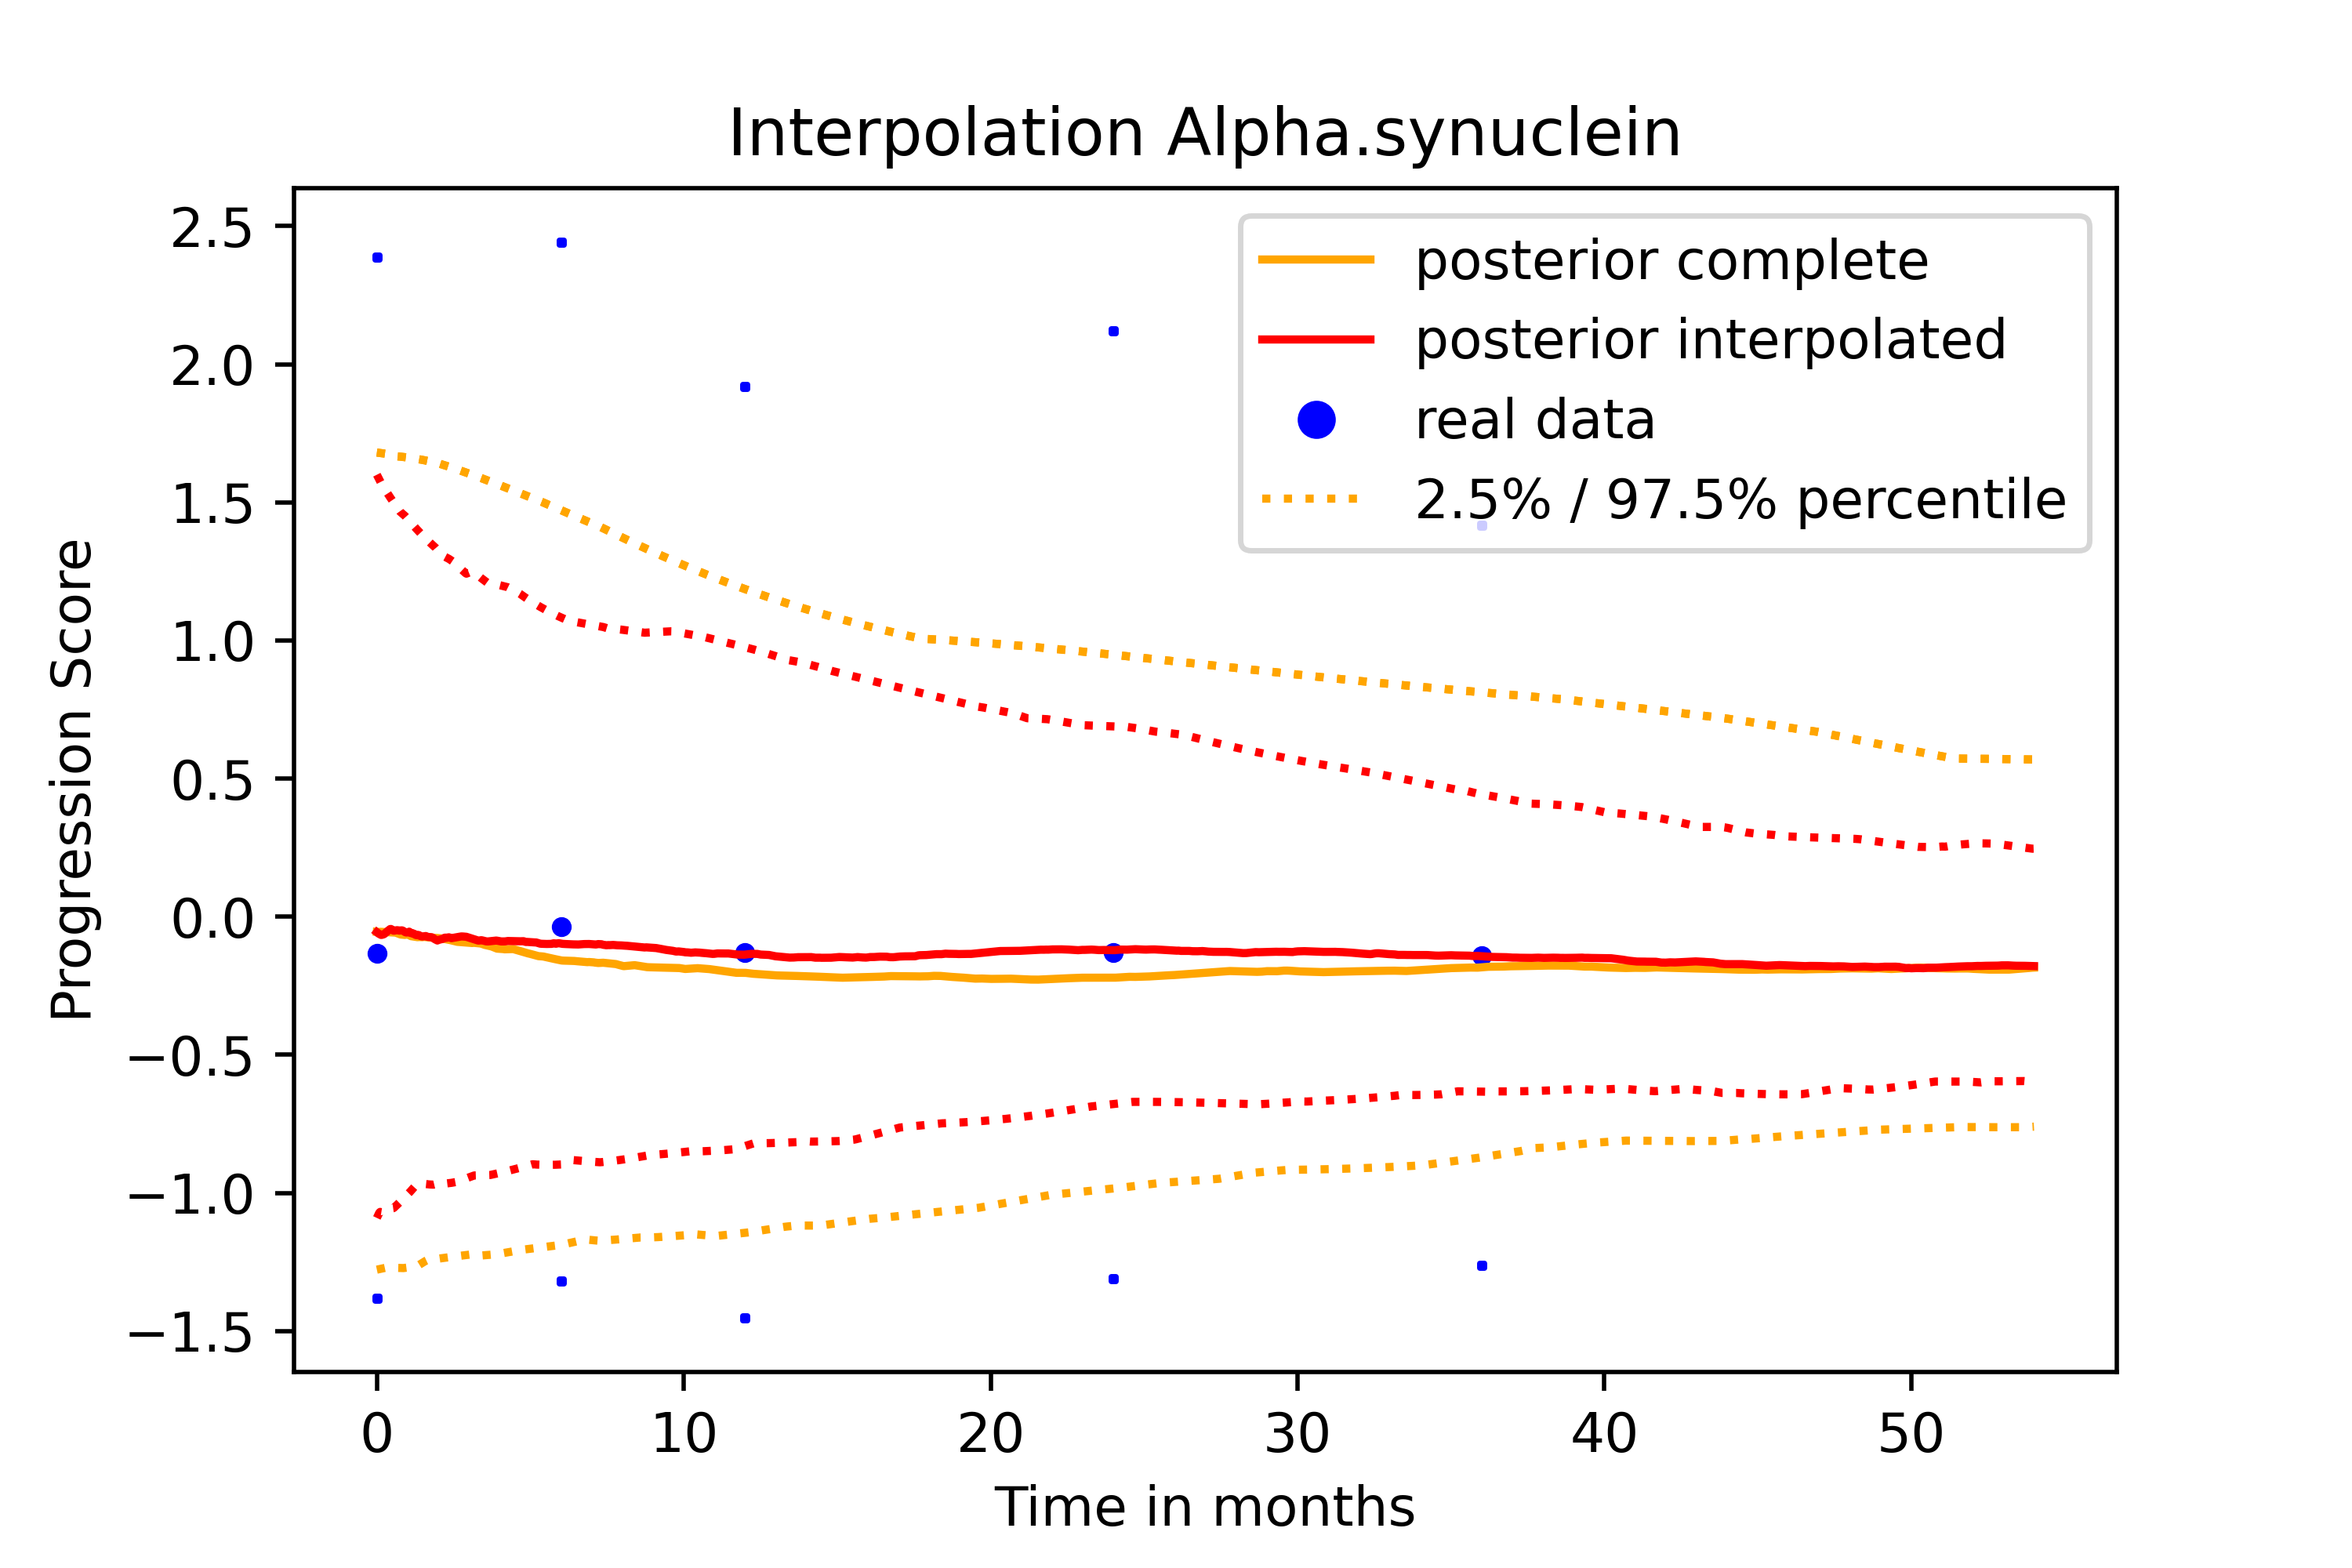 Interpolation Alpha.synuclein
posterior complete
posterior interpolated
real data
2.5% / 97.5% percentile
Progression Score
2.5
2.0
1.5
1.0
0.5
0.0
−0.5
−1.0
−1.5
0 10 20 30 40 50
Time in months